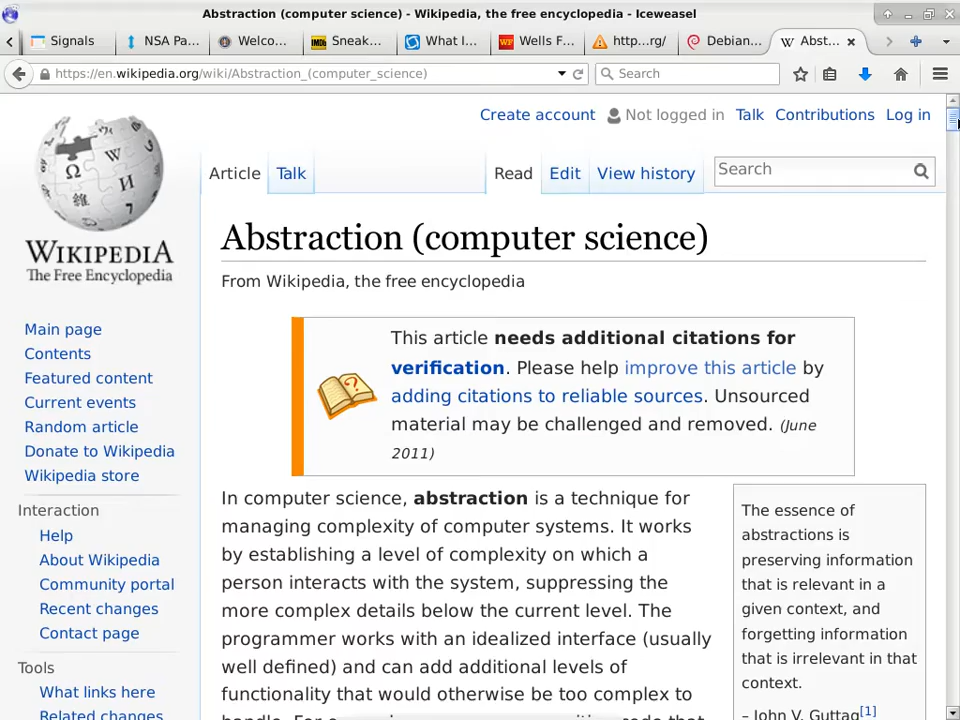 Abstraction (computer science) - Wikipedia, the free encyclopedia - Iceweasel
Signals NSA Pa... Welco... IMDb Sneak... What I... WF Wells F... http...rg/ Debian... W Abst...
https://en.wikipedia.org/wiki/Abstraction_(computer_science) Search
Create account Not logged in Talk Contributions Log in
Article Talk Read Edit View history Search
WIKIPEDIA
The Free Encyclopedia
Abstraction (computer science)
From Wikipedia, the free encyclopedia
Main page
Contents
Featured content
Current events
Random article
Donate to Wikipedia
Wikipedia store
Interaction
Help
About Wikipedia
Community portal
Recent changes
Contact page
Tools
What links here
Related changes
This article needs additional citations for
verification. Please help improve this article by
adding citations to reliable sources. Unsourced
material may be challenged and removed. (June
2011)
In computer science, abstraction is a technique for
managing complexity of computer systems. It works
by establishing a level of complexity on which a
person interacts with the system, suppressing the
more complex details below the current level. The
programmer works with an idealized interface (usually
well defined) and can add additional levels of
functionality that would otherwise be too complex to
The essence of
abstractions is
preserving information
that is relevant in a
given context, and
forgetting information
that is irrelevant in that
context.
– John V. Guttag[1]